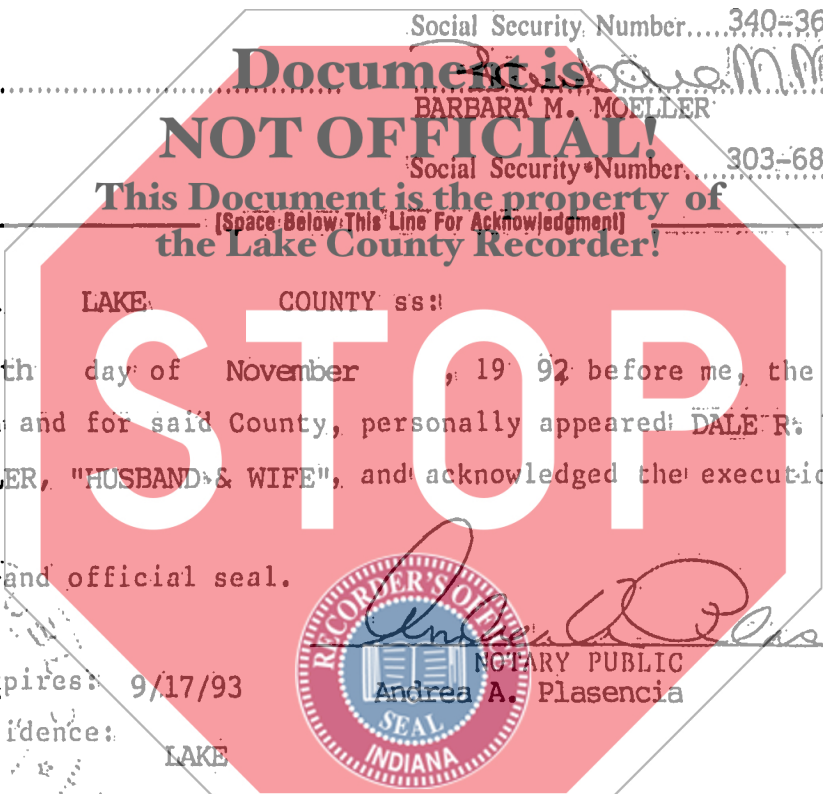 Social Security Number.....340-36
Document is
BARBARA M. MOELLER
NOT OFFICIAL!
Social Security Number....303-68
This Document is the property of
[Space Below This Line For Acknowledgment]
the Lake County Recorder!
LAKE COUNTY ss:
STOP
th day of November , 19 92 before me, the
and for said County, personally appeared DALE R.
ER, "HUSBAND & WIFE", and acknowledged the executio
and official seal.
RECORDER'S OFFICE
NOTARY PUBLIC
pires: 9/17/93 Andrea A. Plasencia
idence:
SEAL
LAKE
INDIANA